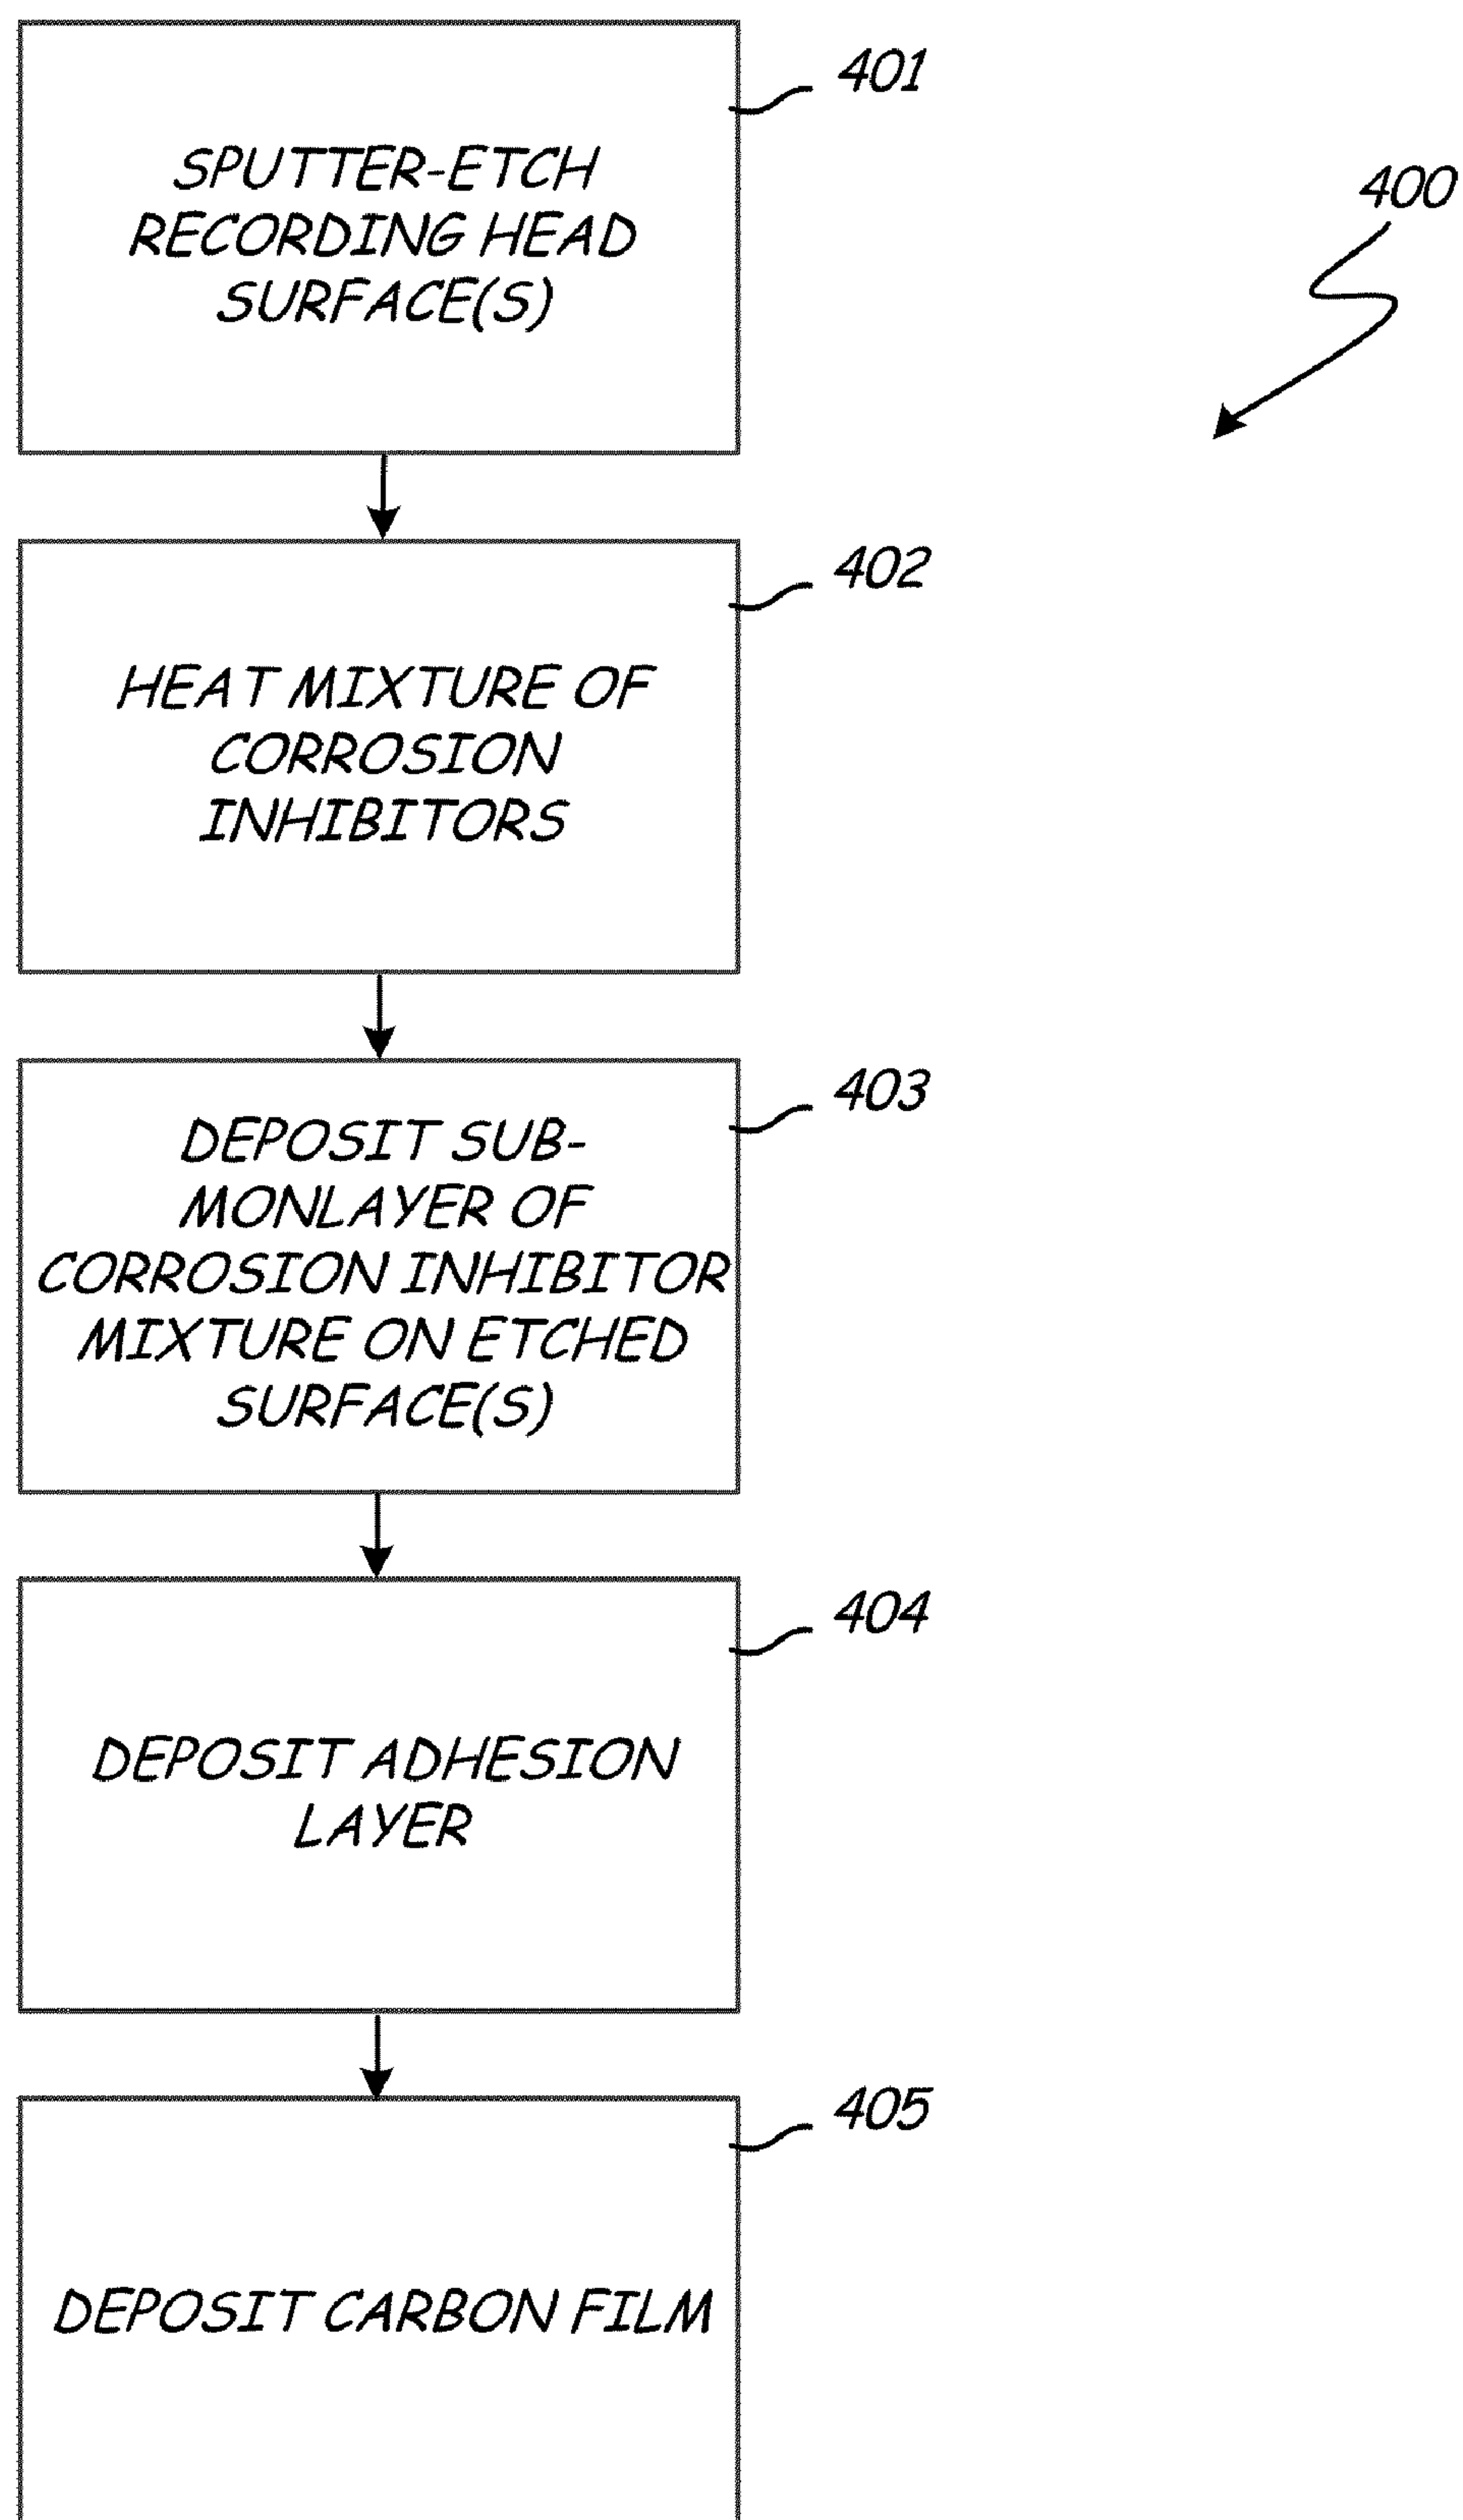 401
SPUTTER-ETCH
RECORDING HEAD
SURFACE(S)
400
402
HEAT MIXTURE OF
CORROSION
INHIBITORS
403
DEPOSIT SUB-
MONLAYER OF
CORROSION INHIBITOR
MIXTURE ON ETCHED
SURFACE(S)
404
DEPOSIT ADHESION
LAYER
405
DEPOSIT CARBON FILM